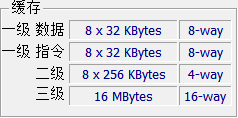 缓存
一级 数据 8 x 32 KBytes 8-way
一级 指令 8 x 32 KBytes 8-way
二级 8 x 256 KBytes 4-way
三级 16 MBytes 16-way